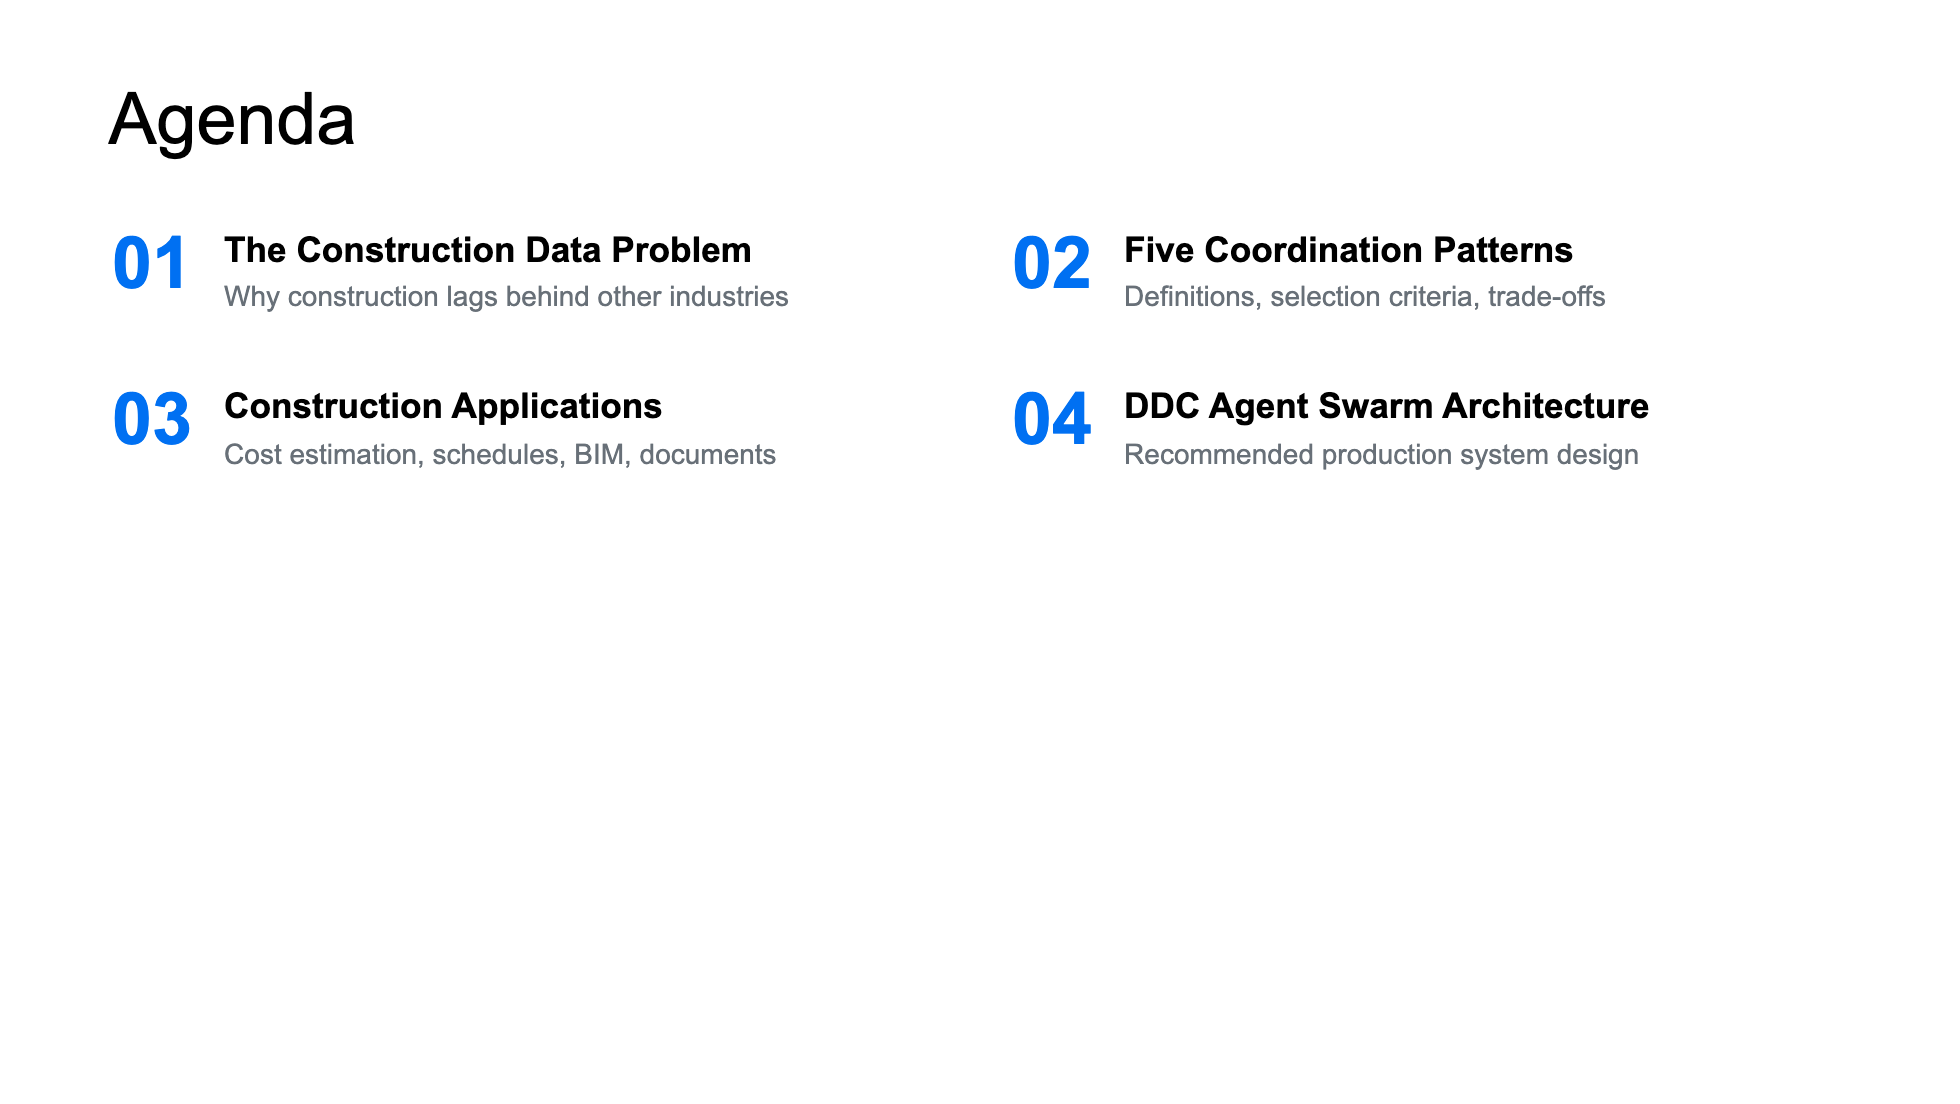 Agenda
01
The Construction Data Problem
Why construction lags behind other industries
02
Five Coordination Patterns
Definitions, selection criteria, trade-offs
03
Construction Applications
Cost estimation, schedules, BIM, documents
04
DDC Agent Swarm Architecture
Recommended production system design